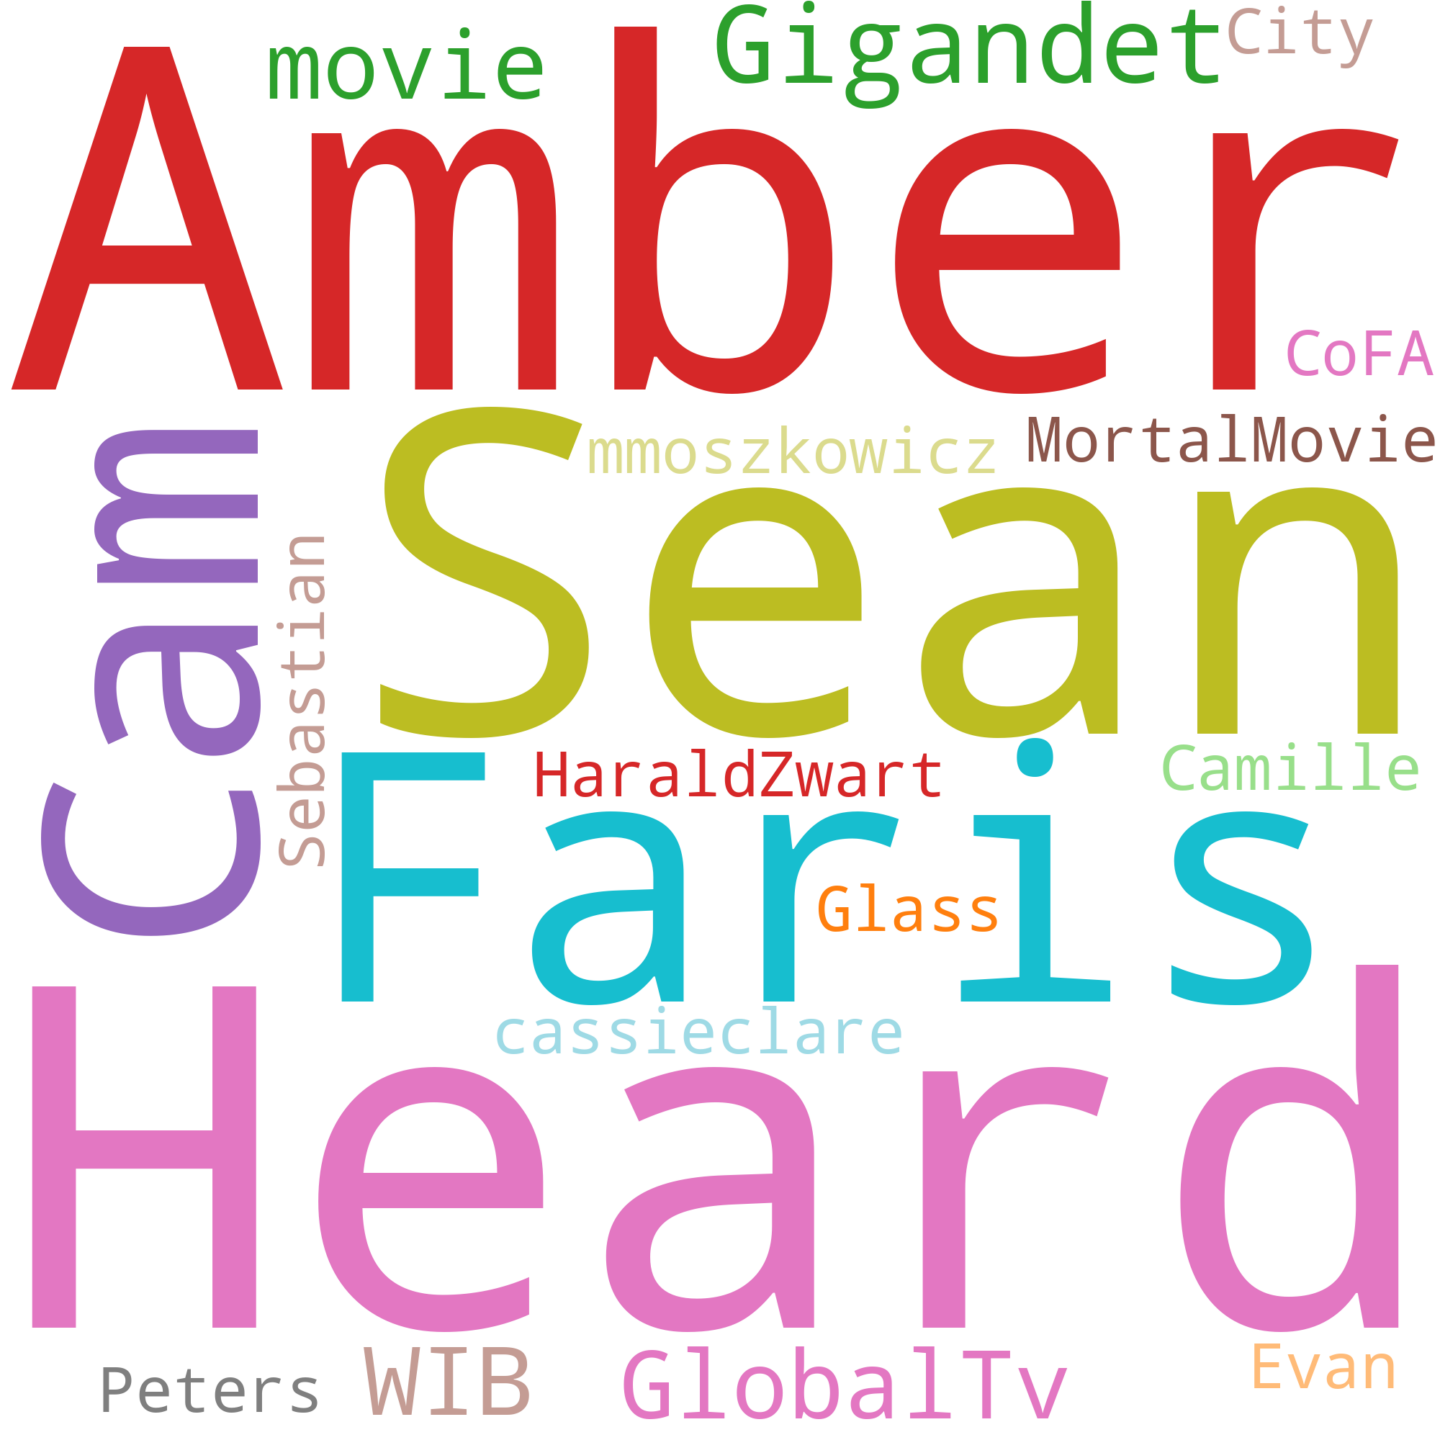 movie
Gigandet
City
Amber
CoFA
mmoszkowicz
MortalMovie
Cam
Sean
Sebastian
HaraldZwart
Camille
Faris
Glass
cassieclare
Heard
Peters
WIB
GlobalTv
Evan